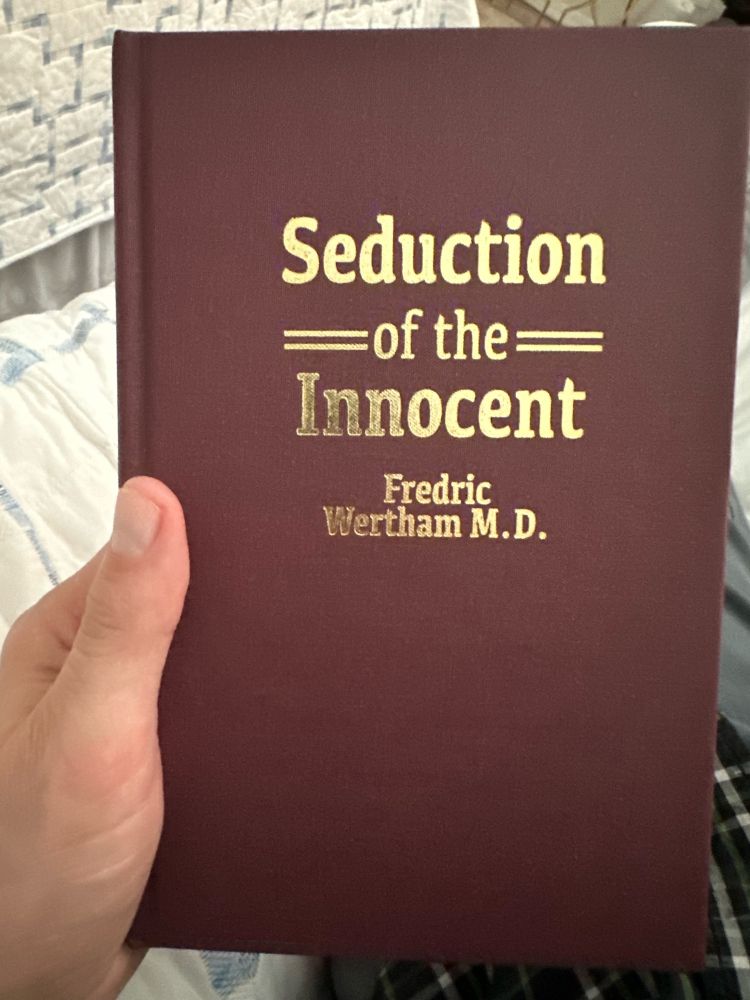 Seduction
of the
Innocent
Fredric
Wertham M.D.